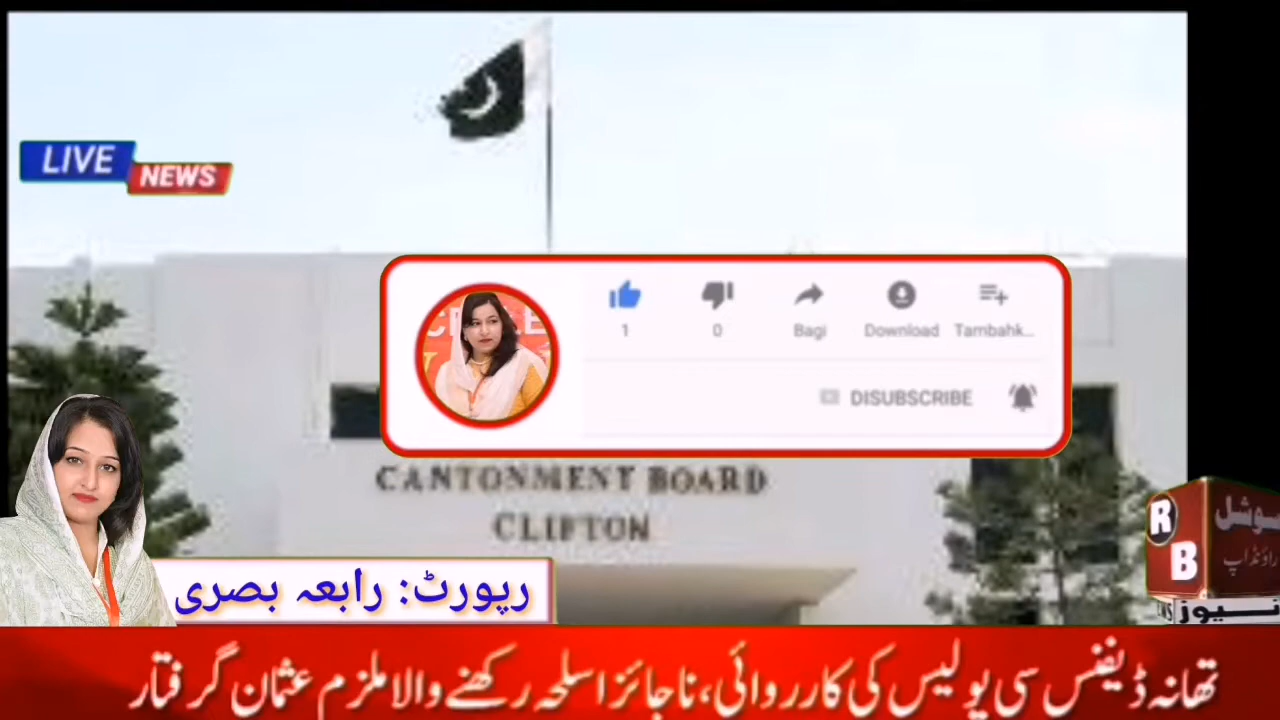 LIVE
NEWS
1
0
Bagi
Download
Tambahk...
DISUBSCRIBE
CANTONMENT BOARD
CLIFTON
رپورٹ: رابعہ بصری
R
B
سوشل
راؤنڈاپ
نیوز
تھانہ ڈیفنس سی پولیس کی کارروائی، ناجائز اسلحہ رکھنے والا ملزم عثمان گرفتار